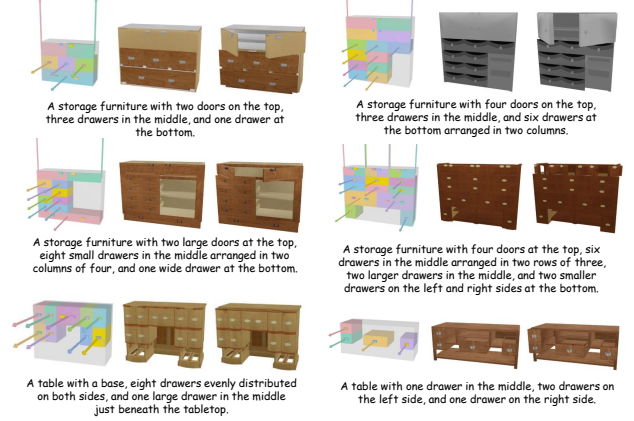 A storage furniture with two doors on the top,
three drawers in the middle, and one drawer at
the bottom.
A storage furniture with four doors on the top,
three drawers in the middle, and six drawers at
the bottom arranged in two columns.
A storage furniture with two large doors at the top,
eight small drawers in the middle arranged in two
columns of four, and one wide drawer at the bottom.
A storage furniture with four doors at the top, six
drawers in the middle arranged in two rows of three,
two larger drawers in the middle, and two smaller
drawers on the left and right sides at the bottom.
A table with a base, eight drawers evenly distributed
on both sides, and one large drawer in the middle
just beneath the tabletop.
A table with one drawer in the middle, two drawers on
the left side, and one drawer on the right side.